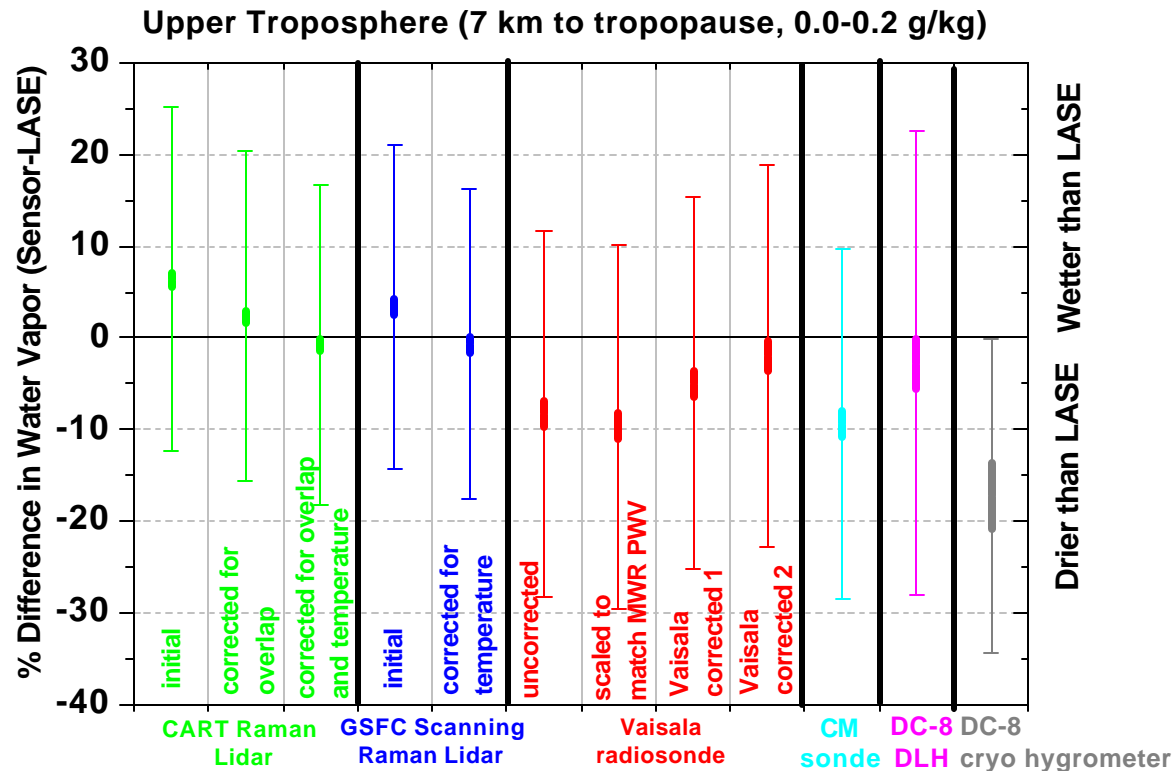 Upper Troposphere (7 km to tropopause, 0.0-0.2 g/kg)
% Difference in Water Vapor (Sensor-LASE)
30
20
10
0
-10
-20
-30
-40
initial
corrected for
overlap
corrected for overlap
and temperature
initial
corrected for
temperature
uncorrected
scaled to
match MWR PWV
Vaisala
corrected 1
Vaisala
corrected 2
Wetter than LASE
Drier than LASE
CART Raman
Lidar
GSFC Scanning
Raman Lidar
Vaisala
radiosonde
CM
sonde
DC-8
DLH
DC-8
cryo hygrometer